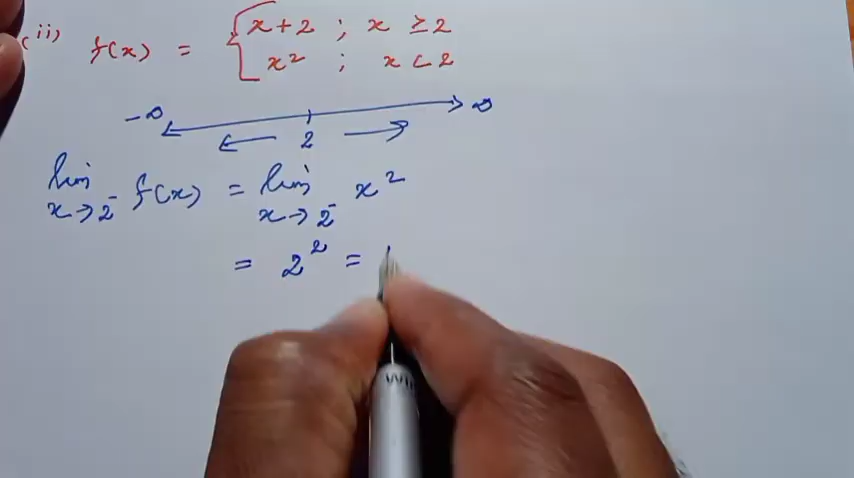 (ii) f(x) = { x+2 ; x ≥ 2
x² ; x < 2
-∞ 2 ∞
lim x→2⁻ f(x) = lim x→2⁻ x²
= 2² =